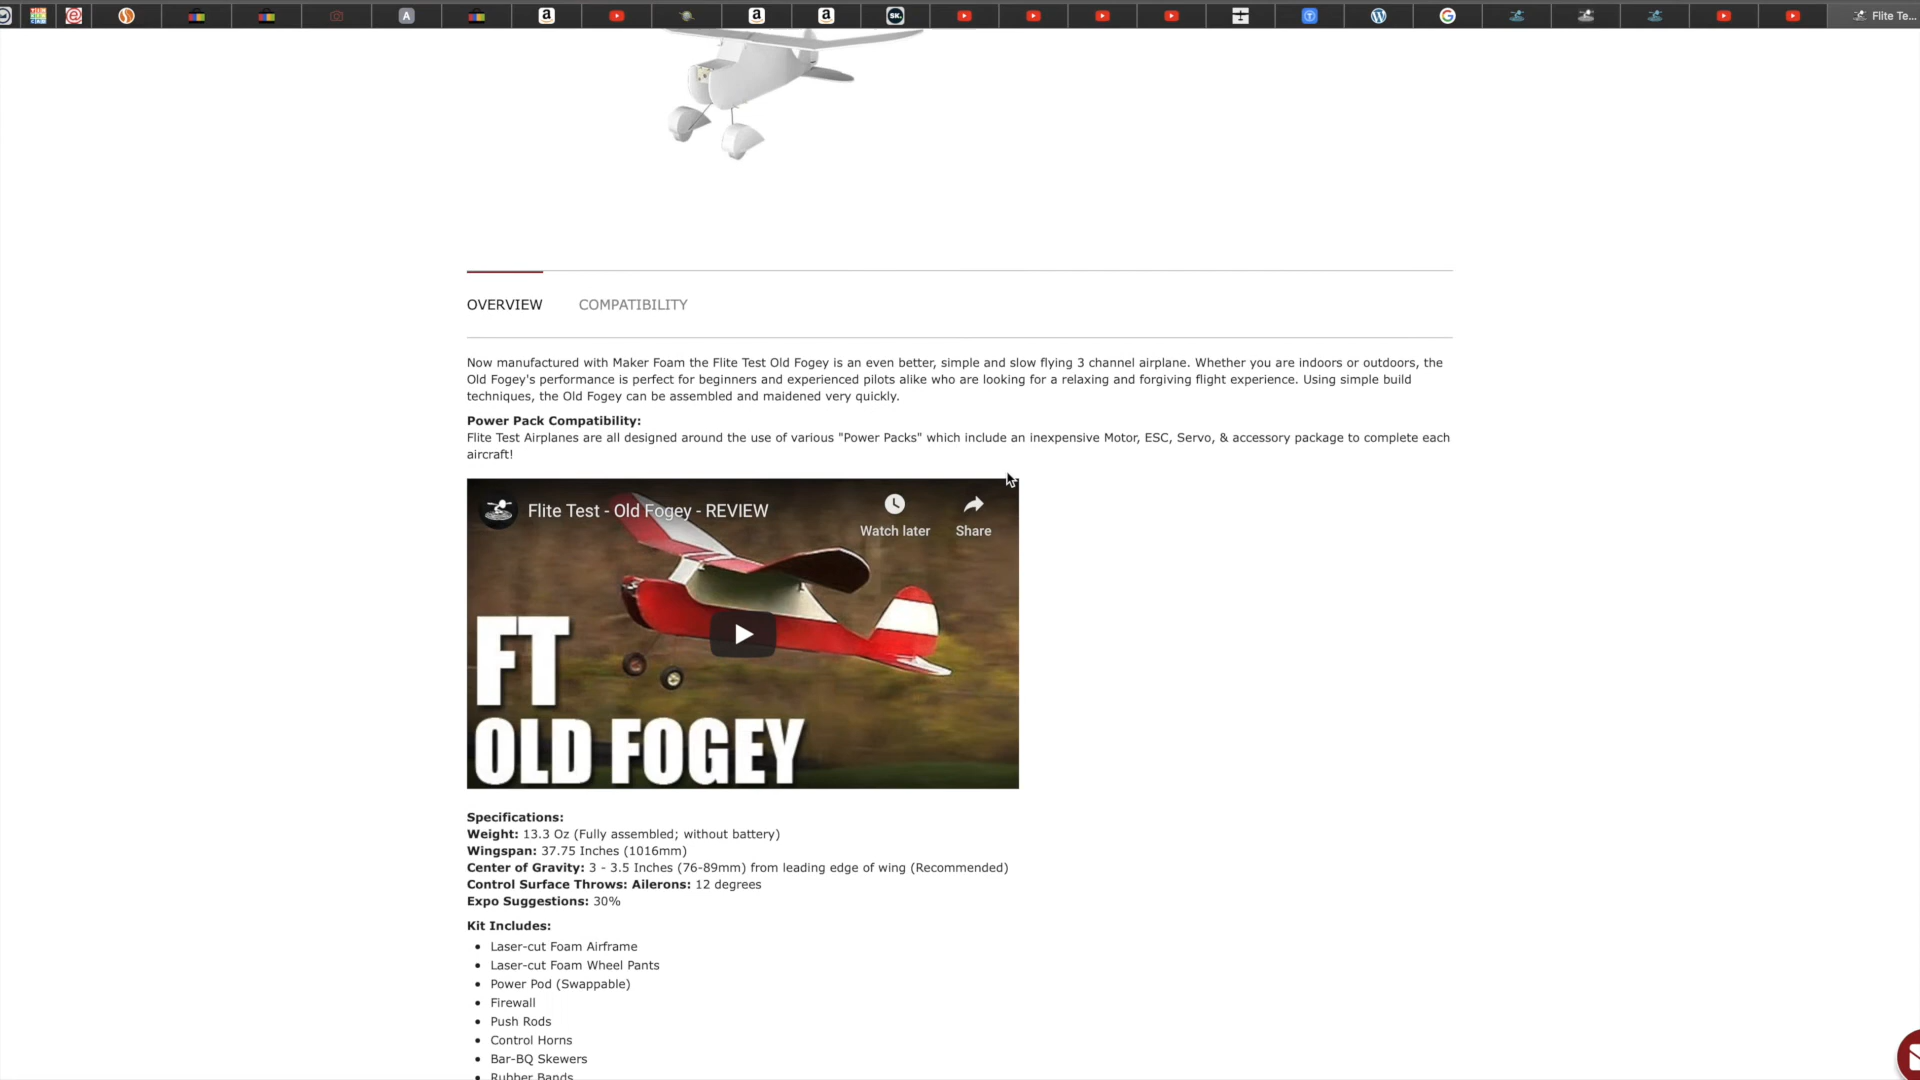 Flite Te...
OVERVIEW COMPATIBILITY
Now manufactured with Maker Foam the Flite Test Old Fogey is an even better, simple and slow flying 3 channel airplane. Whether you are indoors or outdoors, the
Old Fogey's performance is perfect for beginners and experienced pilots alike who are looking for a relaxing and forgiving flight experience. Using simple build
techniques, the Old Fogey can be assembled and maidened very quickly.
Power Pack Compatibility:
Flite Test Airplanes are all designed around the use of various "Power Packs" which include an inexpensive Motor, ESC, Servo, & accessory package to complete each
aircraft!
Flite Test - Old Fogey - REVIEW
Watch later Share
FT
OLD FOGEY
Specifications:
Weight: 13.3 Oz (Fully assembled; without battery)
Wingspan: 37.75 Inches (1016mm)
Center of Gravity: 3 - 3.5 Inches (76-89mm) from leading edge of wing (Recommended)
Control Surface Throws: Ailerons: 12 degrees
Expo Suggestions: 30%
Kit Includes:
• Laser-cut Foam Airframe
• Laser-cut Foam Wheel Pants
• Power Pod (Swappable)
• Firewall
• Push Rods
• Control Horns
• Bar-BQ Skewers
• Rubber Bands